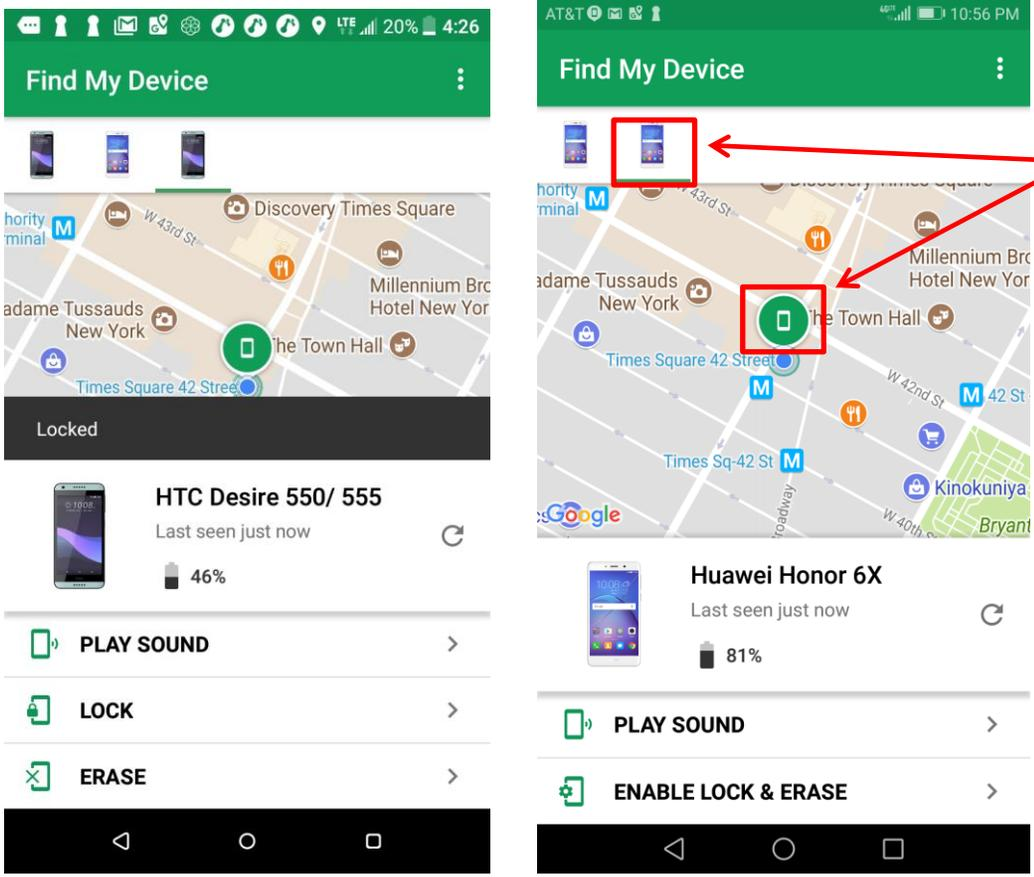 LTE 20% 4:26
Find My Device
Discovery Times Square
hority
rminal
M
W 43rd St
Millennium Bro
Hotel New Yor
adame Tussauds
New York
The Town Hall
Times Square 42 Stree
Locked
HTC Desire 550/ 555
Last seen just now
46%
PLAY SOUND
LOCK
ERASE
AT&T 10:56 PM
Find My Device
hority
rminal
M
W 43rd St
Discovery Times Square
Millennium Bro
Hotel New Yor
adame Tussauds
New York
The Town Hall
Times Square 42 Street
M
W 42nd St
M 42 St
Times Sq-42 St M
Kinokuniya
Google
roadway
W 40th
Bryant
Huawei Honor 6X
Last seen just now
81%
PLAY SOUND
ENABLE LOCK & ERASE